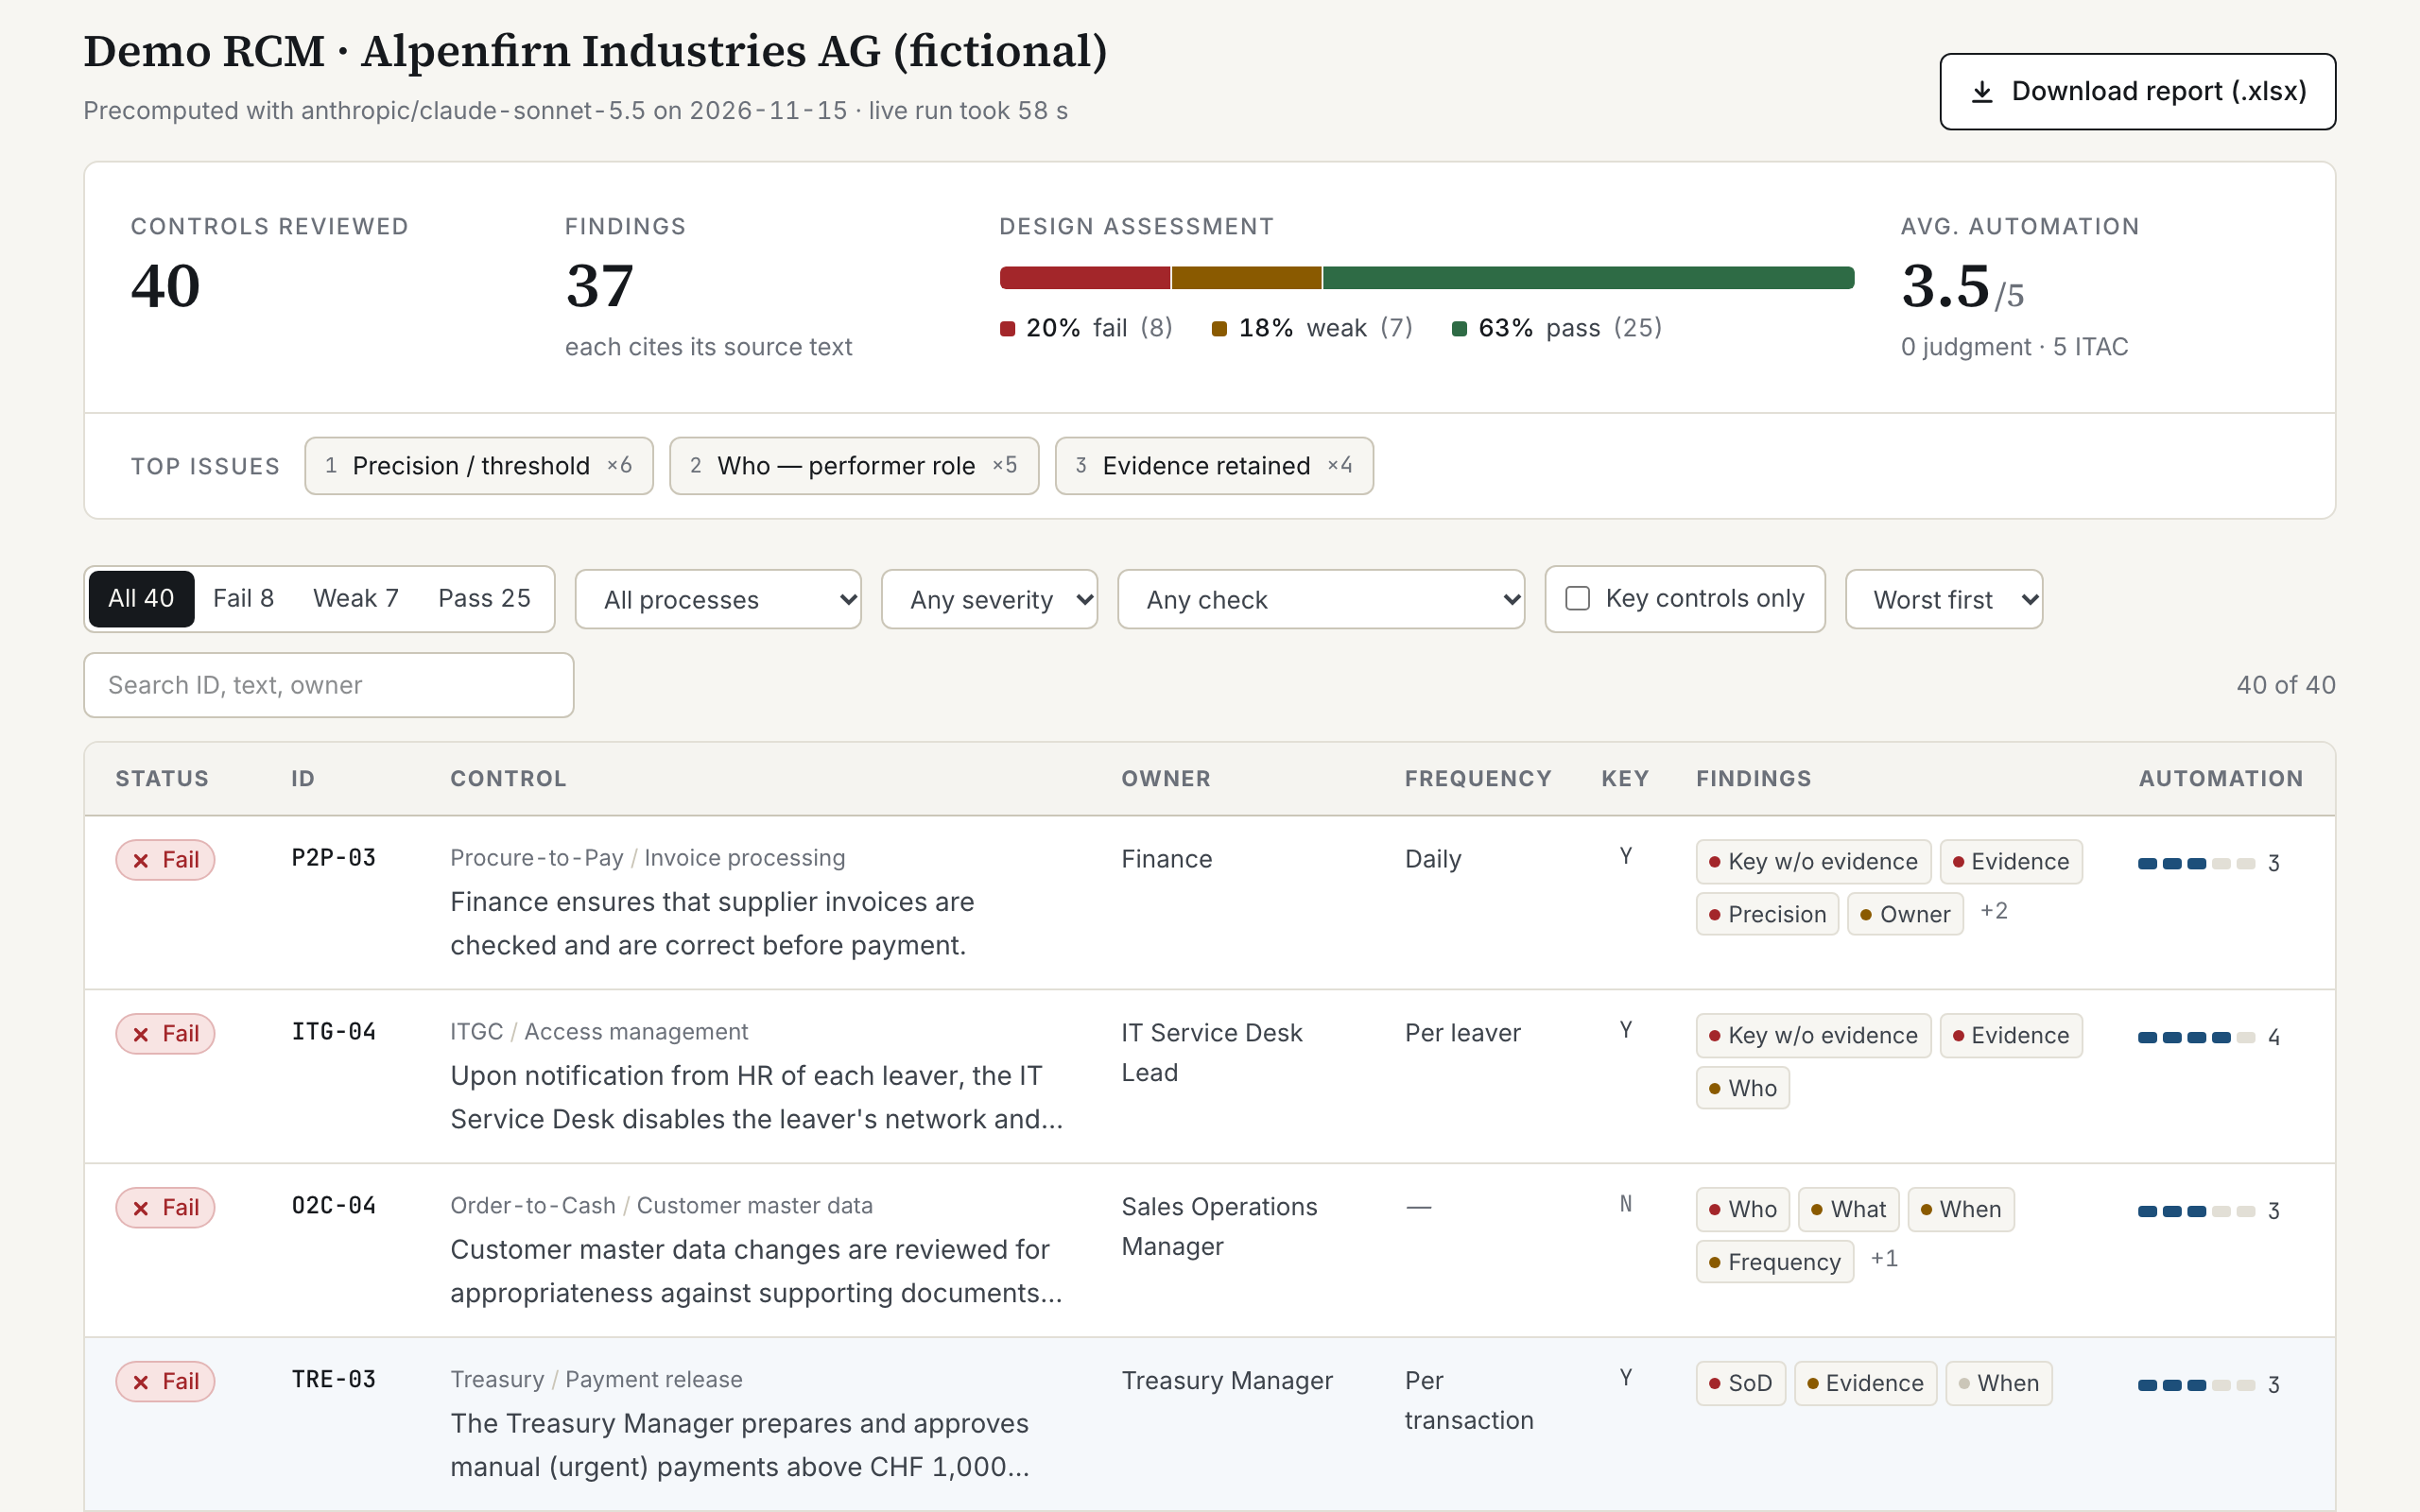 Demo RCM · Alpenfirn Industries AG (fictional)
Precomputed with anthropic/claude-sonnet-5.5 on 2026-11-15 · live run took 58 s
Download report (.xlsx)
CONTROLS REVIEWED
40
FINDINGS
37
each cites its source text
DESIGN ASSESSMENT
20% fail (8) 18% weak (7) 63% pass (25)
AVG. AUTOMATION
3.5/5
0 judgment · 5 ITAC
TOP ISSUES 1 Precision / threshold ×6 2 Who — performer role ×5 3 Evidence retained ×4
All 40 Fail 8 Weak 7 Pass 25 All processes Any severity Any check Key controls only Worst first
Search ID, text, owner 40 of 40
STATUS ID CONTROL OWNER FREQUENCY KEY FINDINGS AUTOMATION
Fail P2P-03
Procure-to-Pay / Invoice processing
Finance ensures that supplier invoices are
checked and are correct before payment.
Finance
Daily
Y
Key w/o evidence Evidence
Precision Owner +2
3
Fail ITG-04
ITGC / Access management
Upon notification from HR of each leaver, the IT
Service Desk disables the leaver's network and...
IT Service Desk
Lead
Per leaver
Y
Key w/o evidence Evidence
Who
4
Fail O2C-04
Order-to-Cash / Customer master data
Customer master data changes are reviewed for
appropriateness against supporting documents...
Sales Operations
Manager
—
N
Who What When
Frequency +1
3
Fail TRE-03
Treasury / Payment release
The Treasury Manager prepares and approves
manual (urgent) payments above CHF 1,000...
Treasury Manager
Per
transaction
Y
SoD Evidence When
3